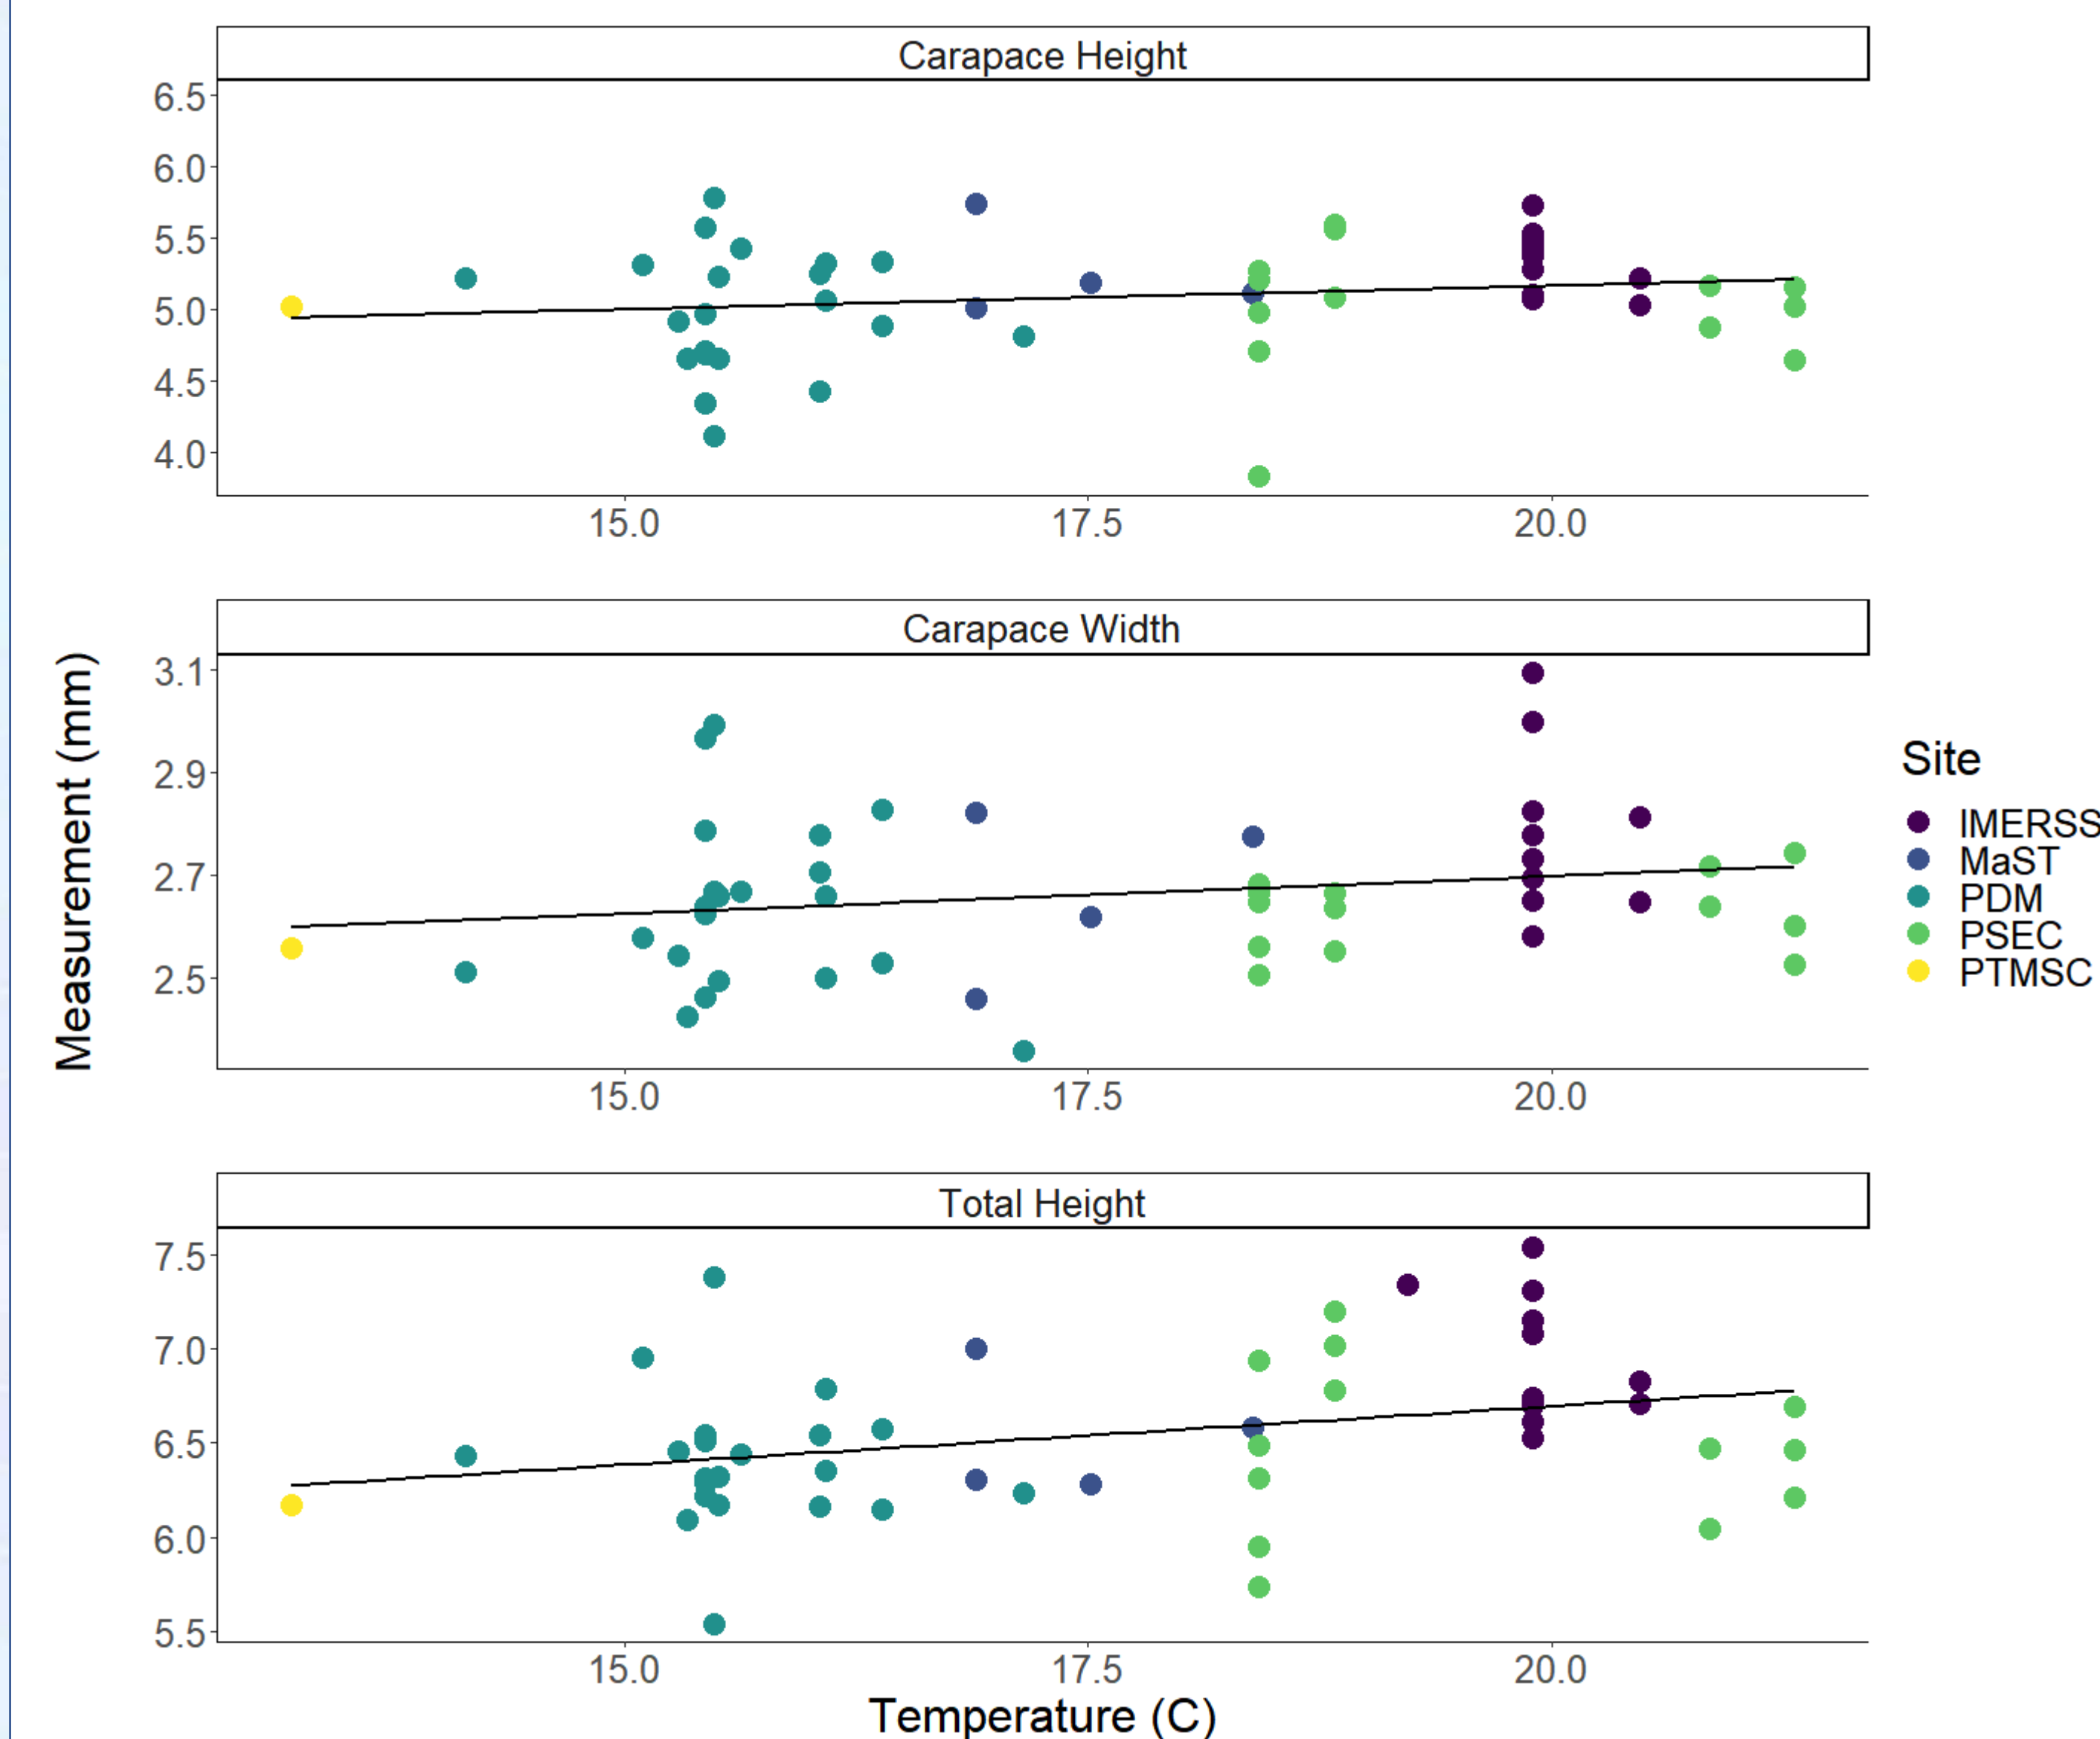 Carapace Height
6.5
6.0
5.5
5.0
4.5
4.0
15.0 17.5 20.0
Carapace Width
3.1
2.9
2.7
2.5
15.0 17.5 20.0
Total Height
7.5
7.0
6.5
6.0
5.5
15.0 17.5 20.0
Temperature (C)
Measurement (mm)
Site
IMERSS
MaST
PDM
PSEC
PTMSC